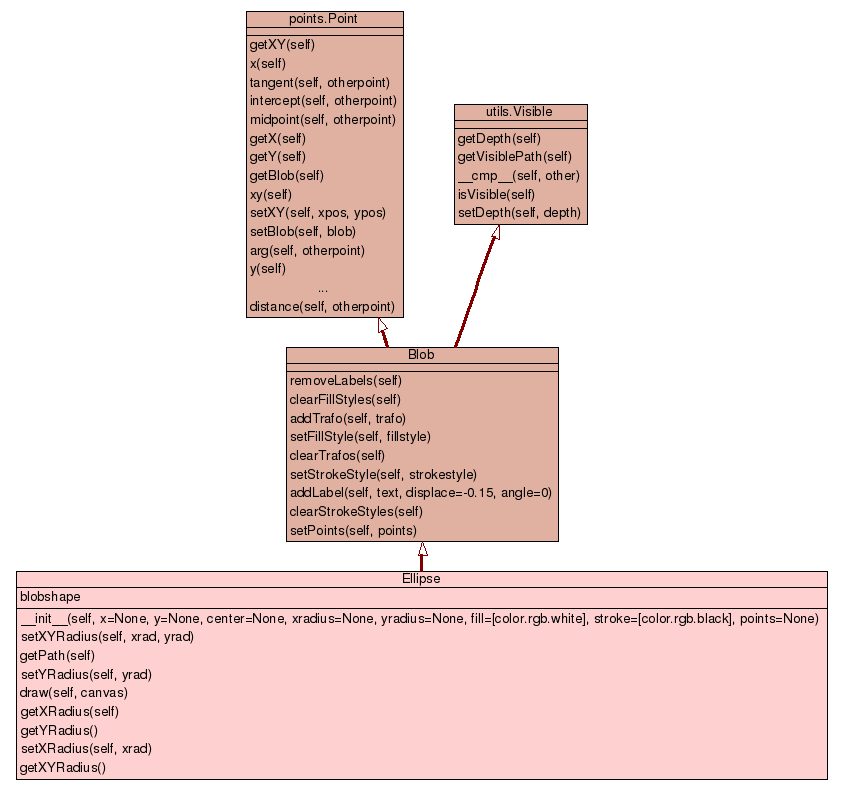 points.Point
getXY(self)
x(self)
tangent(self, otherpoint)
intercept(self, otherpoint)
midpoint(self, otherpoint)
getX(self)
getY(self)
getBlob(self)
xy(self)
setXY(self, xpos, ypos)
setBlob(self, blob)
arg(self, otherpoint)
y(self)
...
distance(self, otherpoint)
utils.Visible
getDepth(self)
getVisiblePath(self)
__cmp__(self, other)
isVisible(self)
setDepth(self, depth)
Blob
removeLabels(self)
clearFillStyles(self)
addTrafo(self, trafo)
setFillStyle(self, fillstyle)
clearTrafos(self)
setStrokeStyle(self, strokestyle)
addLabel(self, text, displace=-0.15, angle=0)
clearStrokeStyles(self)
setPoints(self, points)
Ellipse
blobshape
__init__(self, x=None, y=None, center=None, xradius=None, yradius=None, fill=[color.rgb.white], stroke=[color.rgb.black], points=None)
setXYRadius(self, xrad, yrad)
getPath(self)
setYRadius(self, yrad)
draw(self, canvas)
getXRadius(self)
getYRadius()
setXRadius(self, xrad)
getXYRadius()